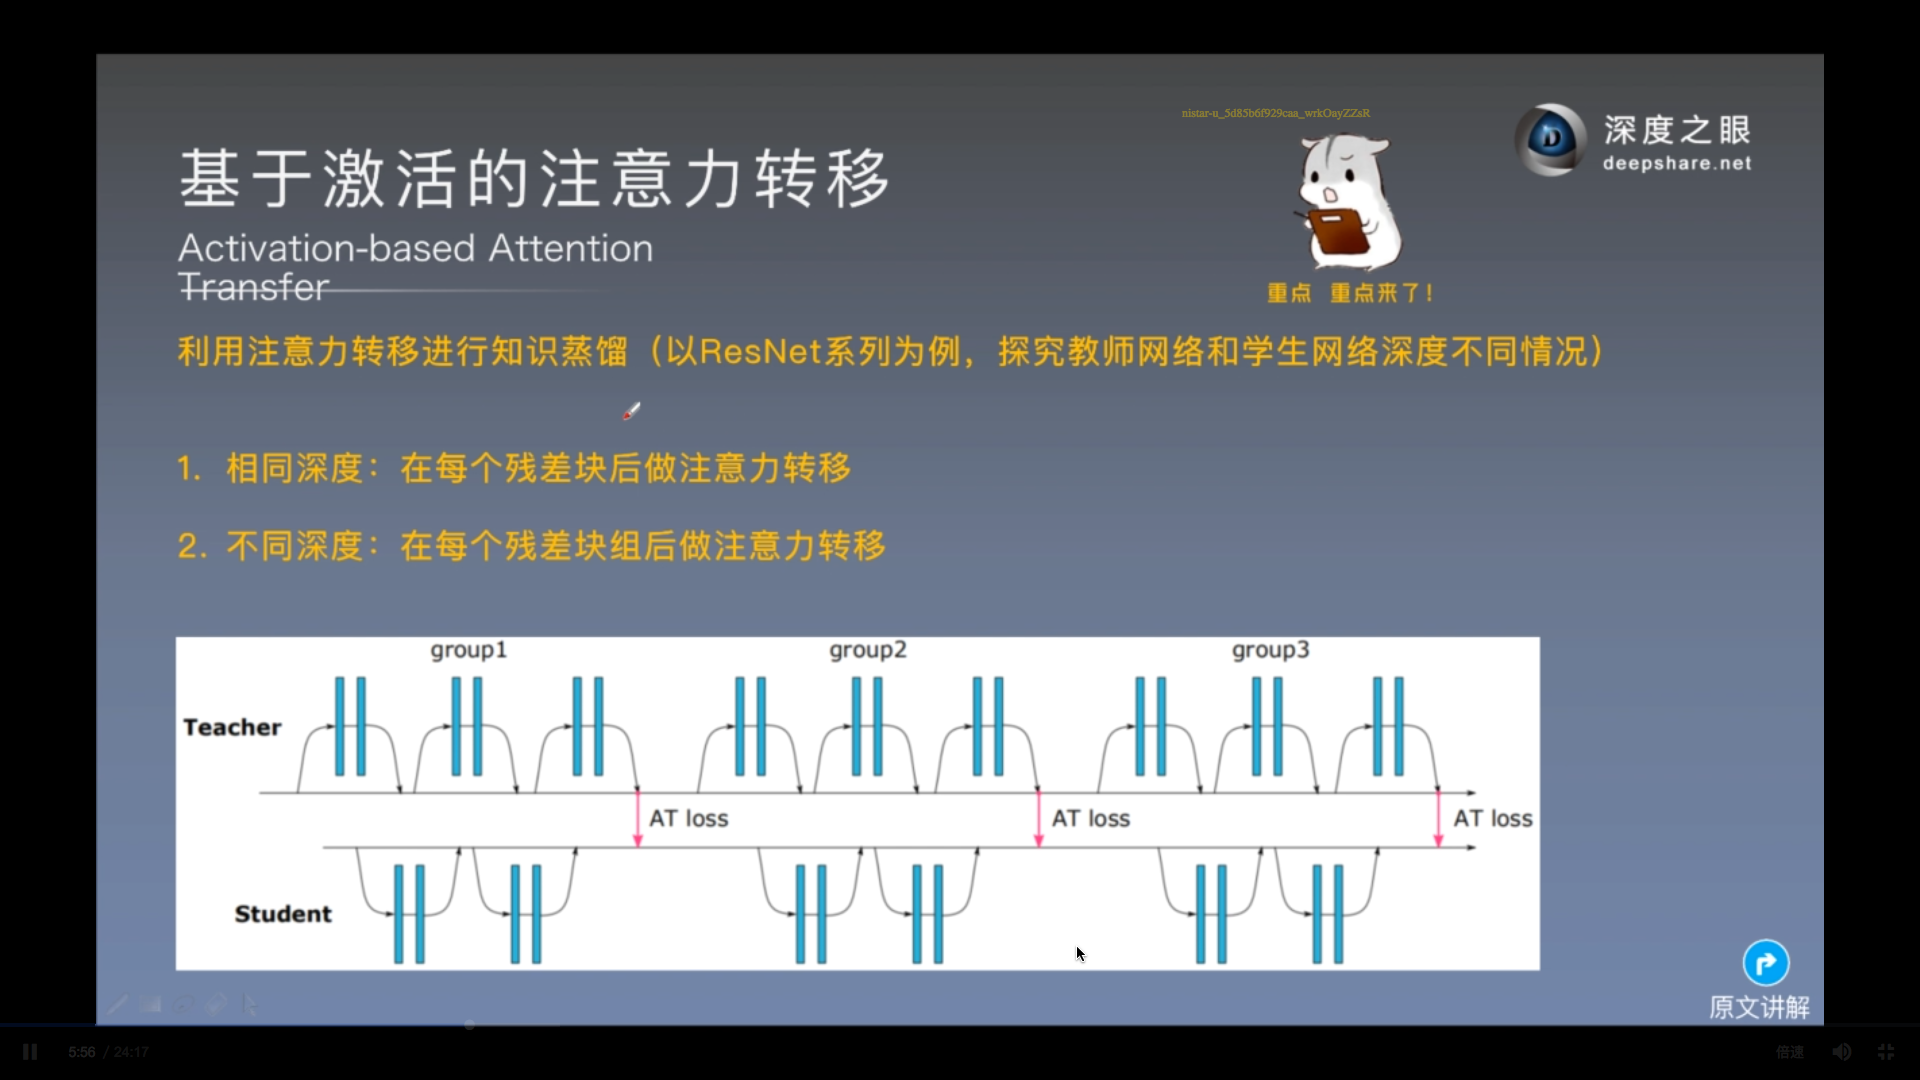 nistar-u_5d85b6f929caa_wrkOayZZsR
深度之眼
deepshare.net
基于激活的注意力转移
Activation-based Attention
Transfer
重点 重点来了！
利用注意力转移进行知识蒸馏（以ResNet系列为例，探究教师网络和学生网络深度不同情况）
1. 相同深度：在每个残差块后做注意力转移
2. 不同深度：在每个残差块组后做注意力转移
group1 group2 group3
Teacher
AT loss AT loss AT loss
Student
原文讲解
5:56 / 24:17
倍速